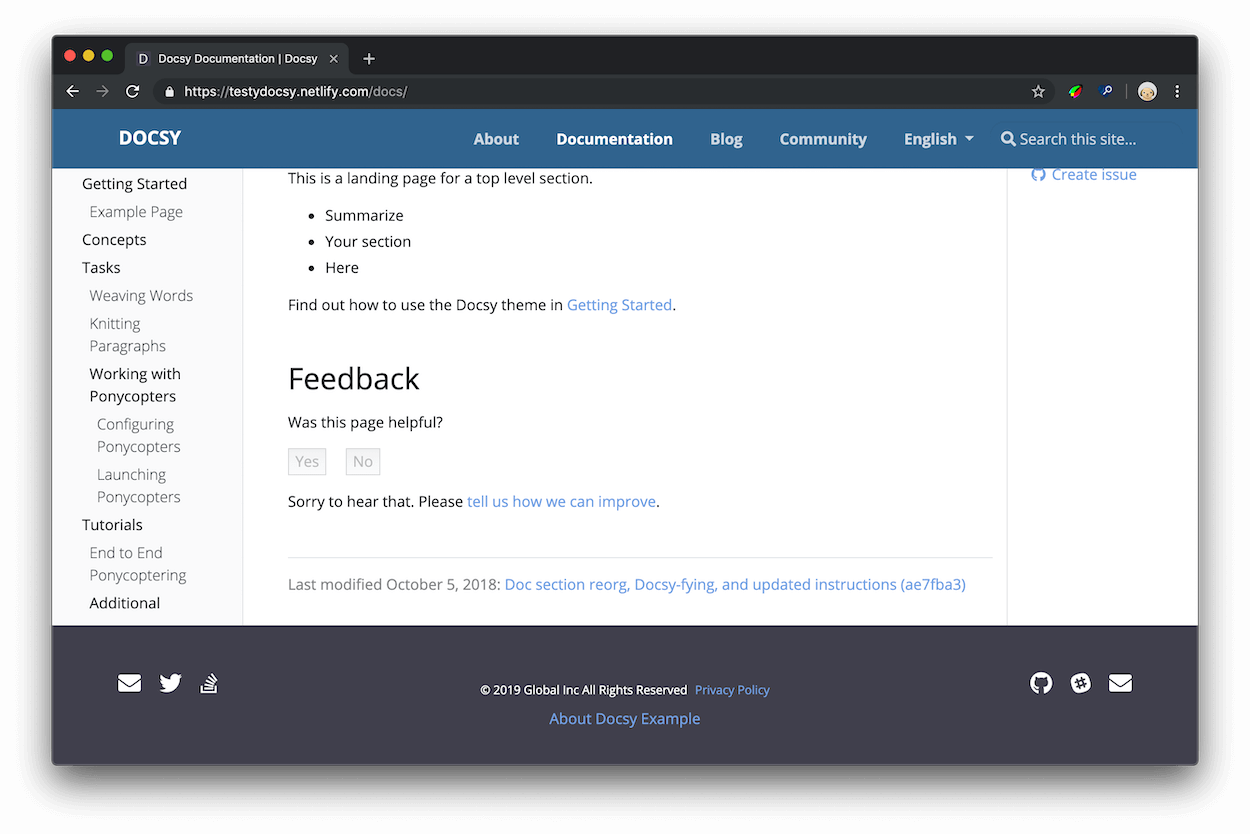 D Docsy Documentation | Docsy
https://testydocsy.netlify.com/docs/
DOCSY
About
Documentation
Blog
Community
English
Search this site…
Getting Started
Example Page
Concepts
Tasks
Weaving Words
Knitting
Paragraphs
Working with
Ponycopters
Configuring
Ponycopters
Launching
Ponycopters
Tutorials
End to End
Ponycoptering
Additional
This is a landing page for a top level section.
• Summarize
• Your section
• Here
Find out how to use the Docsy theme in Getting Started.
Feedback
Was this page helpful?
Yes No
Sorry to hear that. Please tell us how we can improve.
Last modified October 5, 2018: Doc section reorg, Docsy-fying, and updated instructions (ae7fba3)
Create issue
© 2019 Global Inc All Rights Reserved Privacy Policy
About Docsy Example